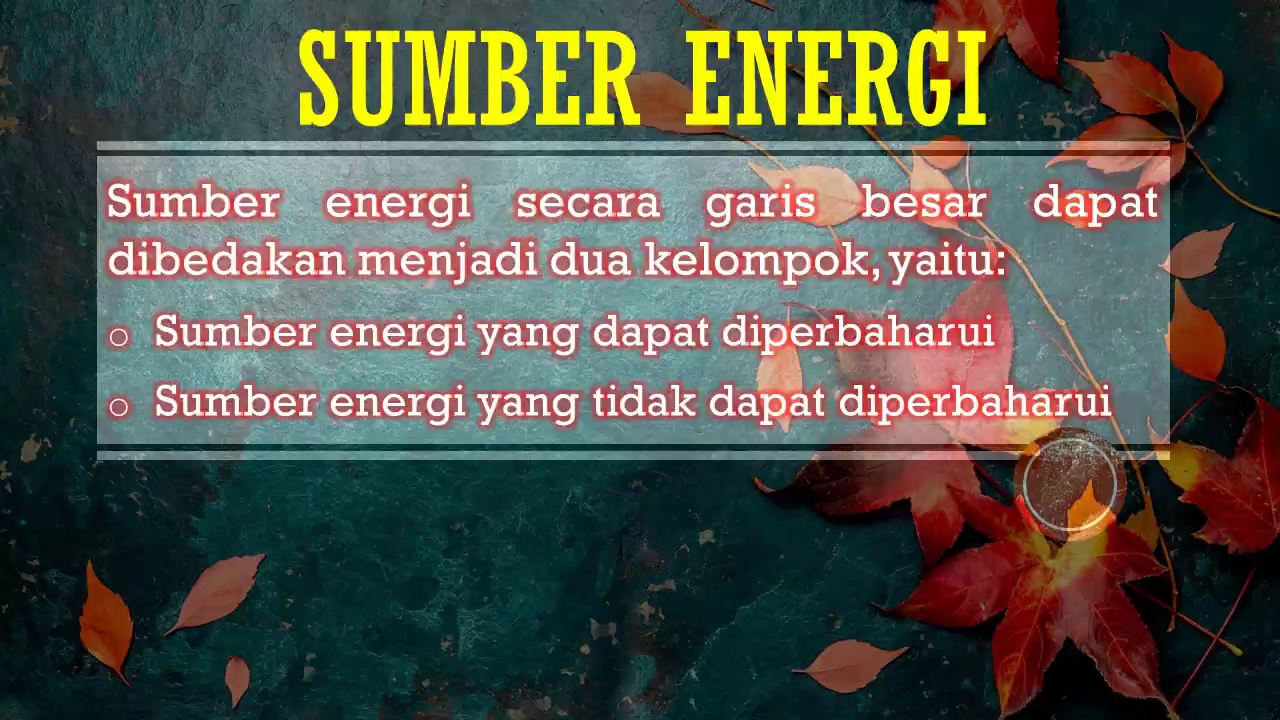 SUMBER ENERGI
Sumber energi secara garis besar dapat
dibedakan menjadi dua kelompok, yaitu:
o Sumber energi yang dapat diperbaharui
o Sumber energi yang tidak dapat diperbaharui